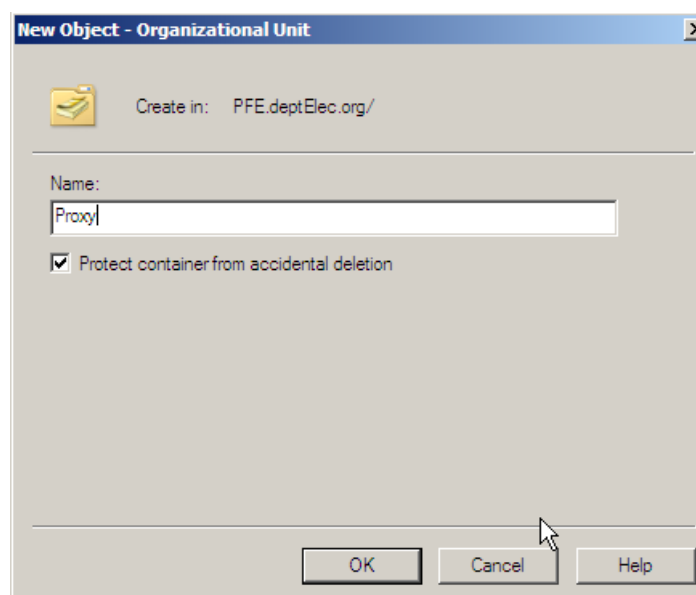 New Object - Organizational Unit
Create in: PFE.deptElec.org/
Name:
Proxy
Protect container from accidental deletion
OK Cancel Help